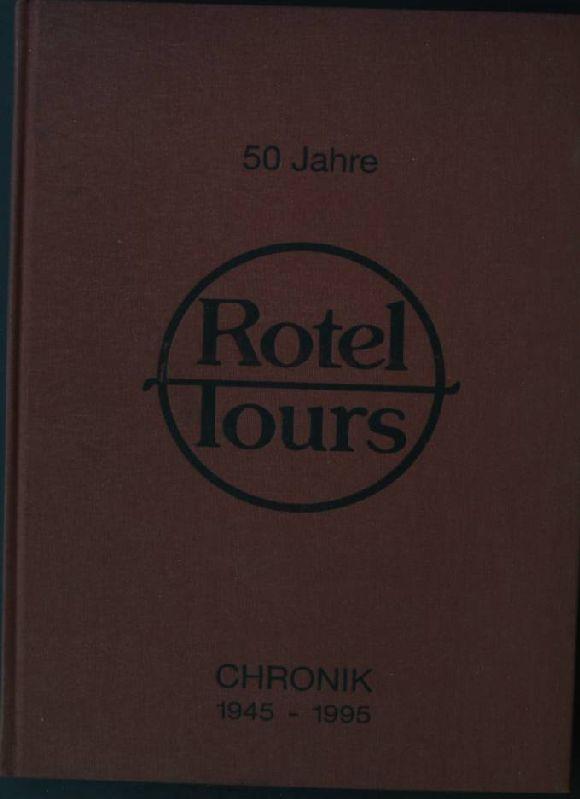 50 Jahre
Rotel
Tours
CHRONIK
1945 - 1995